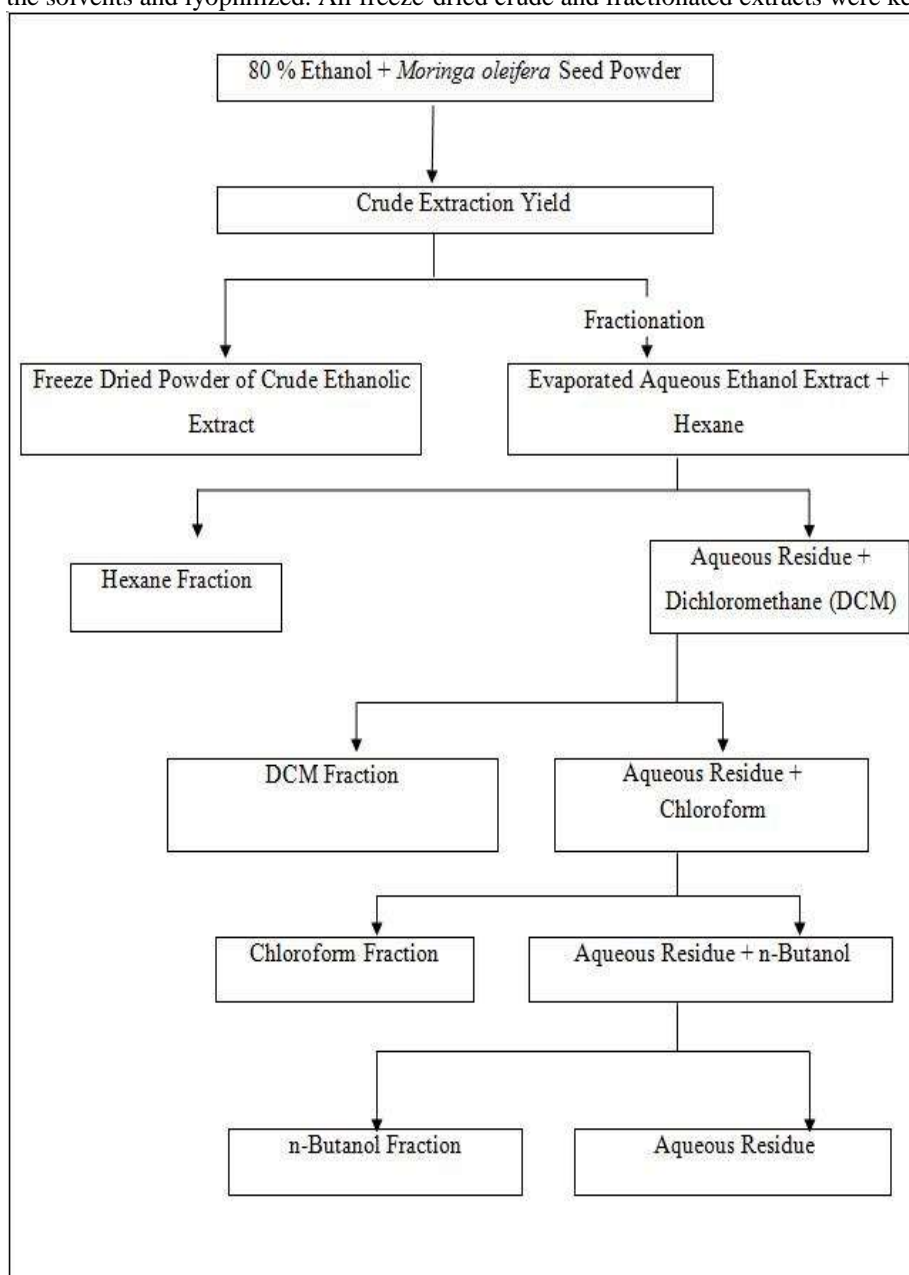 the solvents and lyophilized. All freeze-dried crude and fractionated extracts were ke
80 % Ethanol + Moringa oleifera Seed Powder
Crude Extraction Yield
Fractionation
Freeze Dried Powder of Crude Ethanolic
Extract
Evaporated Aqueous Ethanol Extract +
Hexane
Hexane Fraction
Aqueous Residue +
Dichloromethane (DCM)
DCM Fraction
Aqueous Residue +
Chloroform
Chloroform Fraction
Aqueous Residue + n-Butanol
n-Butanol Fraction
Aqueous Residue